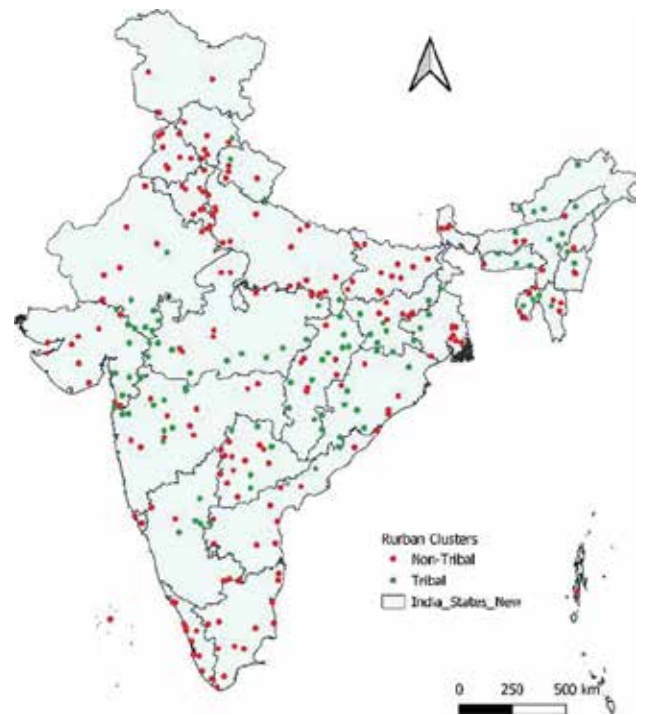 Rurban Clusters
Non-Tribal
Tribal
India_States_New
0 250 500 km